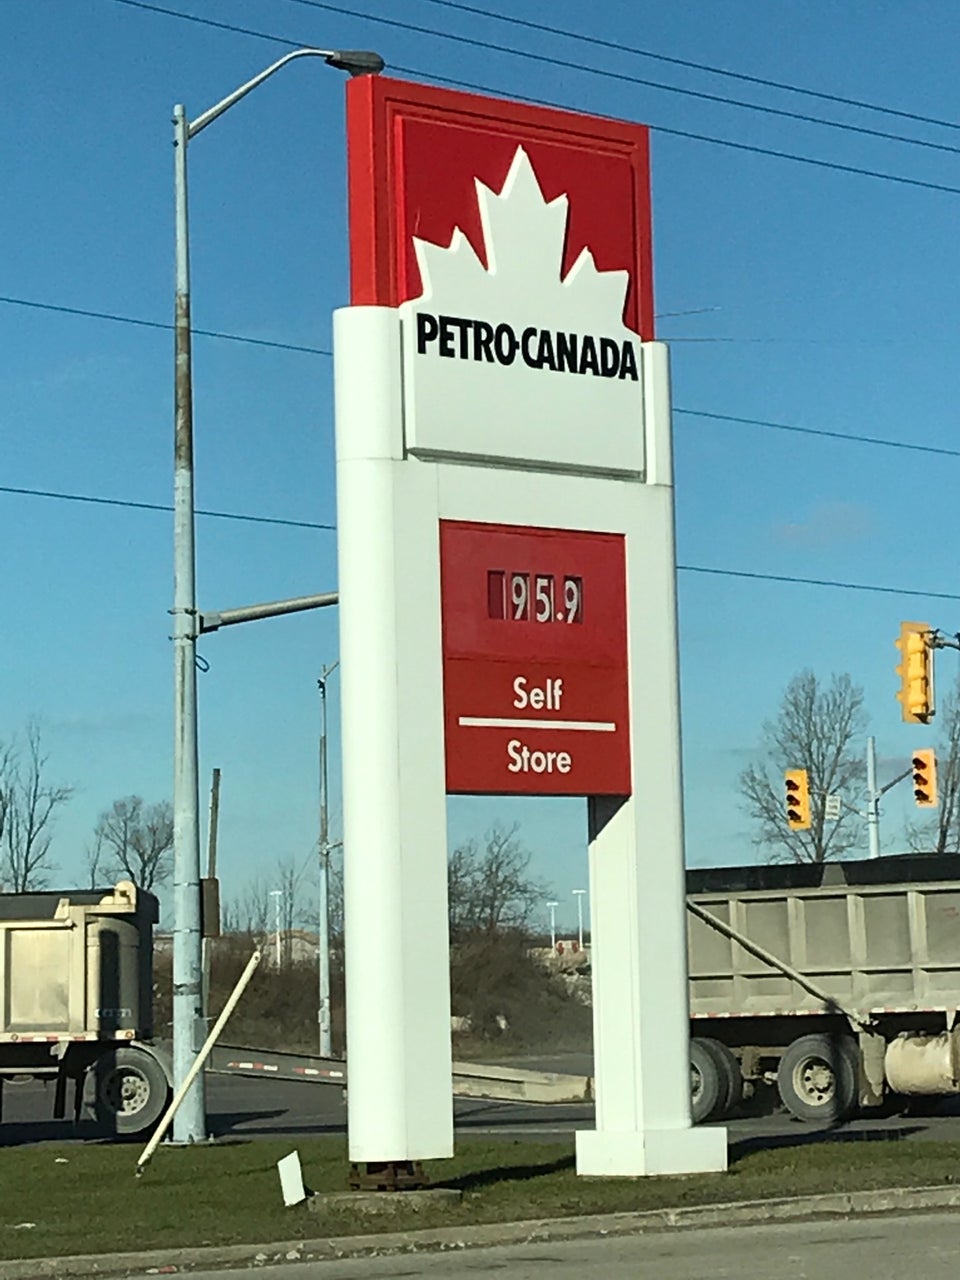 PETRO-CANADA
95.9
Self
Store